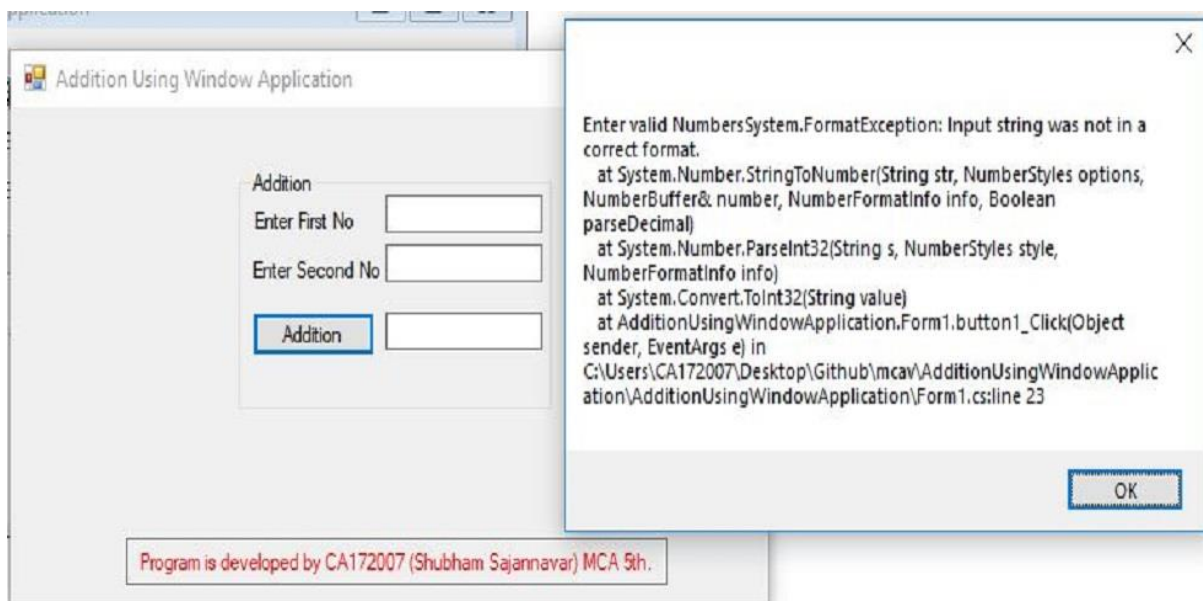 Addition Using Window Application
Addition
Enter First No
Enter Second No
Addition
Program is developed by CA172007 (Shubham Sajannavar) MCA 5th.
Enter valid NumbersSystem.FormatException: Input string was not in a
correct format.
at System.Number.StringToNumber(String str, NumberStyles options,
NumberBuffer& number, NumberFormatInfo info, Boolean
parseDecimal)
at System.Number.ParseInt32(String s, NumberStyles style,
NumberFormatInfo info)
at System.Convert.ToInt32(String value)
at AdditionUsingWindowApplication.Form1.button1_Click(Object
sender, EventArgs e) in
C:\Users\CA172007\Desktop\Github\mcav\AdditionUsingWindowApplic
ation\AdditionUsingWindowApplication\Form1.cs:line 23
OK